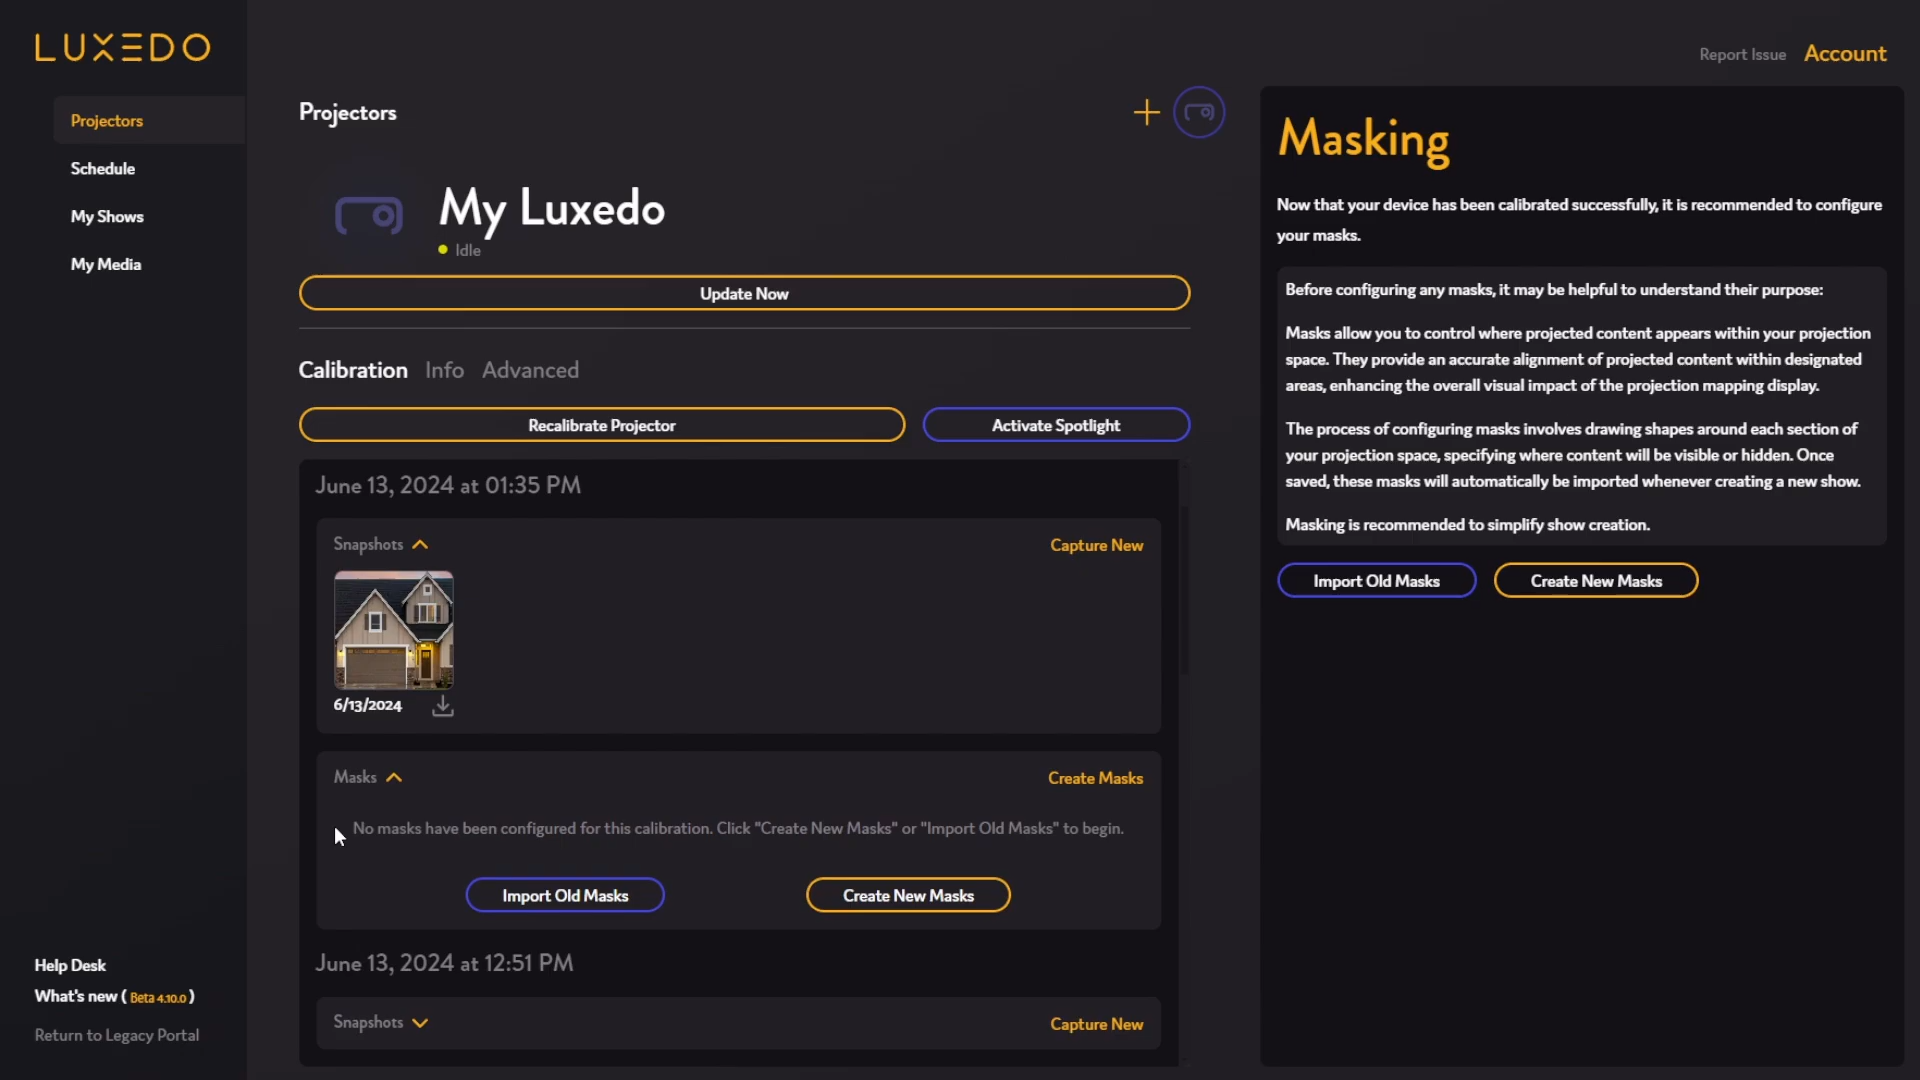 LUXEDO
Report Issue
Account
Projectors
Schedule
My Shows
My Media
Projectors
My Luxedo
Idle
Update Now
Calibration
Info
Advanced
Recalibrate Projector
Activate Spotlight
June 13, 2024 at 01:35 PM
Snapshots
Capture New
6/13/2024
Masks
Create Masks
No masks have been configured for this calibration. Click "Create New Masks" or "Import Old Masks" to begin.
Import Old Masks
Create New Masks
June 13, 2024 at 12:51 PM
Snapshots
Capture New
Masking
Now that your device has been calibrated successfully, it is recommended to configure
your masks.
Before configuring any masks, it may be helpful to understand their purpose:
Masks allow you to control where projected content appears within your projection
space. They provide an accurate alignment of projected content within designated
areas, enhancing the overall visual impact of the projection mapping display.
The process of configuring masks involves drawing shapes around each section of
your projection space, specifying where content will be visible or hidden. Once
saved, these masks will automatically be imported whenever creating a new show.
Masking is recommended to simplify show creation.
Import Old Masks
Create New Masks
Help Desk
What's new ( Beta 4.10.0 )
Return to Legacy Portal